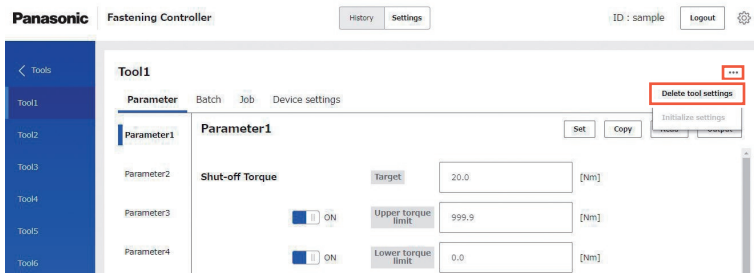 Panasonic Fastening Controller History Settings ID : sample Logout
Tools
Tool1
Delete tool settings
Parameter Batch Job Device settings
Tool1
Initialize settings
Parameter1 Parameter1 Set Copy
Tool2
Tool3 Parameter2 Shut-off Torque Target 20.0 [Nm]
Tool4
Parameter3 ON Upper torque limit 999.9 [Nm]
Tool5
Parameter4 ON Lower torque limit 0.0 [Nm]
Tool6